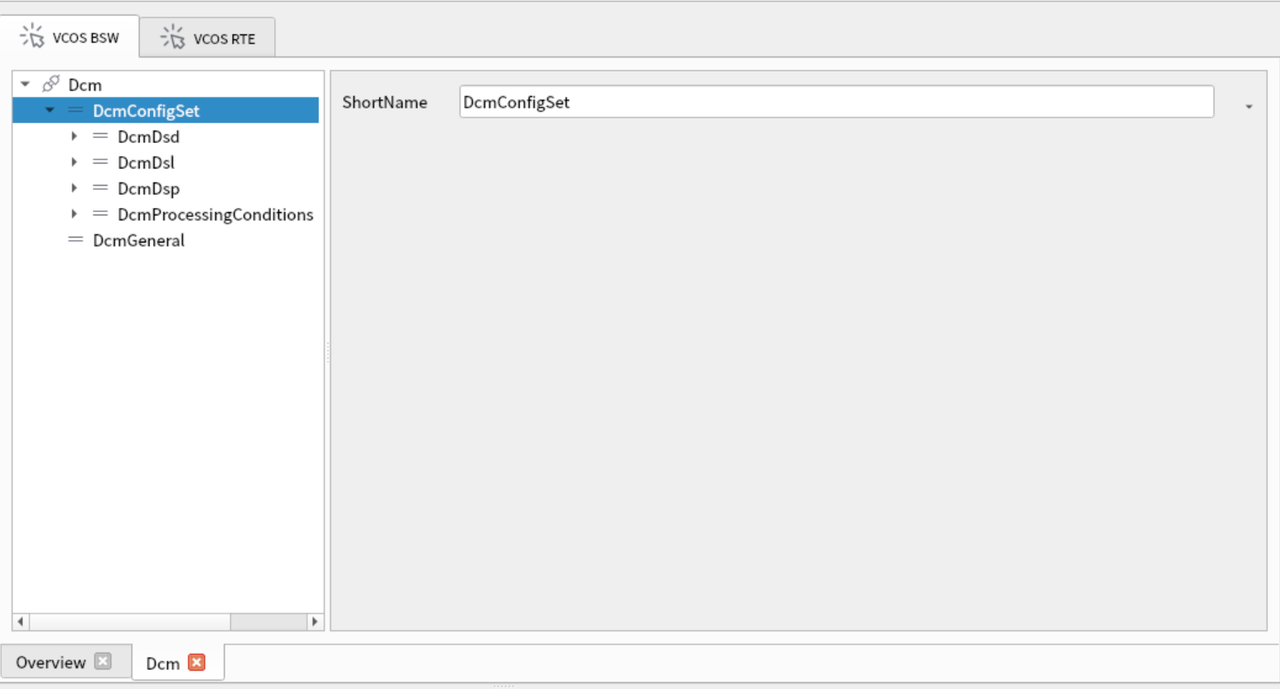 VCOS BSW
VCOS RTE
Dcm
DcmConfigSet
DcmDsd
DcmDsl
DcmDsp
DcmProcessingConditions
DcmGeneral
ShortName
DcmConfigSet
Overview
Dcm